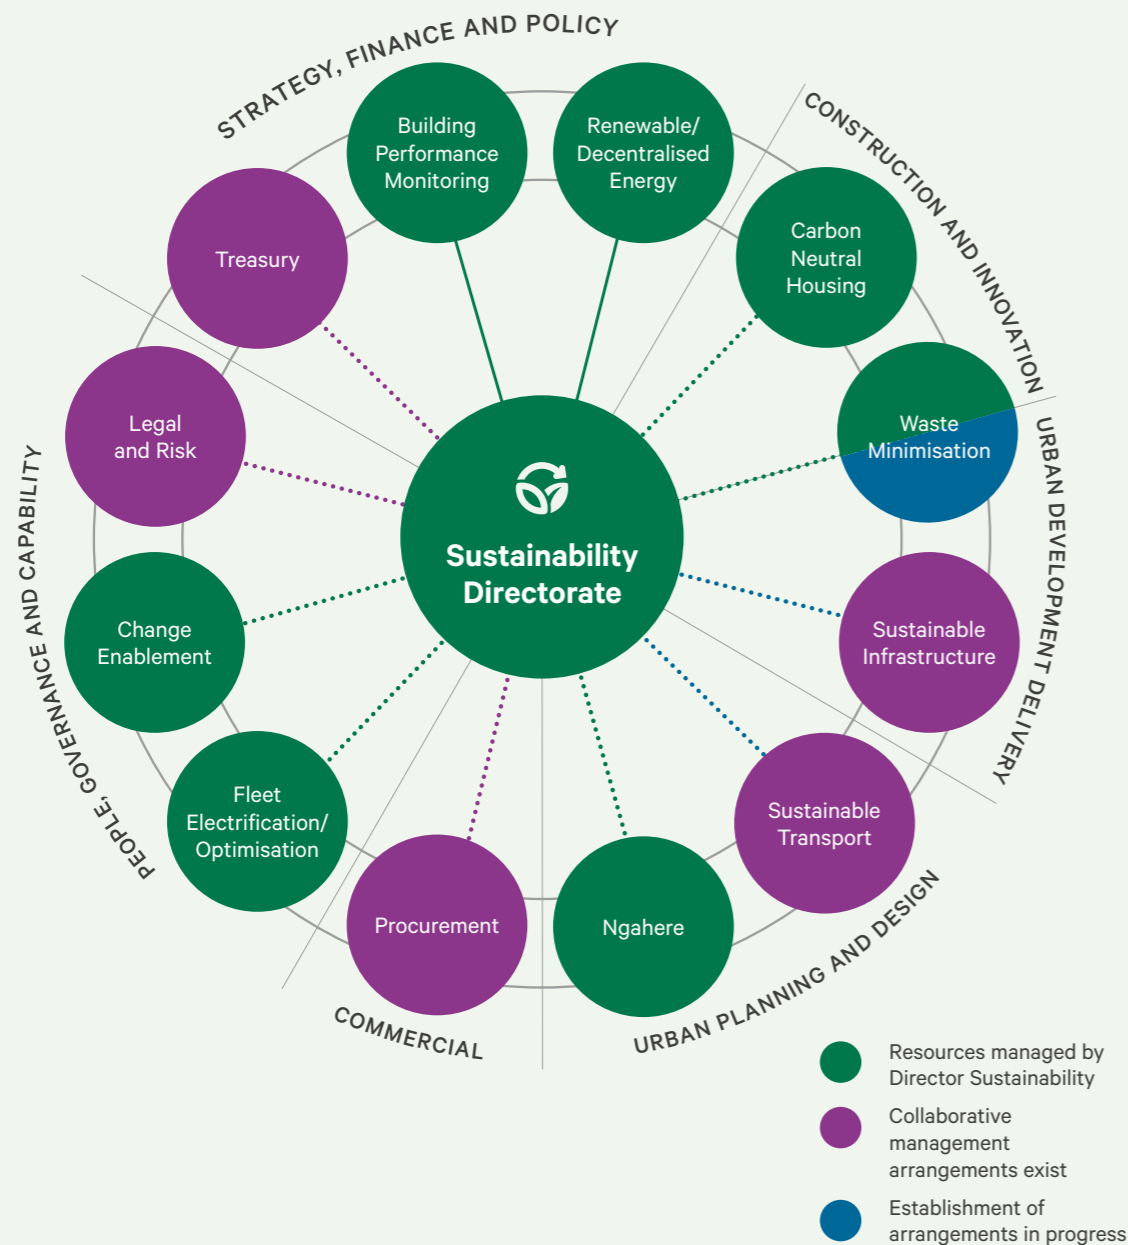 STRATEGY, FINANCE AND POLICY
CONSTRUCTION AND INNOVATION
URBAN DEVELOPMENT DELIVERY
URBAN PLANNING AND DESIGN
COMMERCIAL
PEOPLE, GOVERNANCE AND CAPABILITY
Building
Performance
Monitoring
Renewable/
Decentralised
Energy
Carbon
Neutral
Housing
Waste
Minimisation
Sustainable
Infrastructure
Sustainable
Transport
Ngahere
Procurement
Fleet
Electrification/
Optimisation
Change
Enablement
Legal
and Risk
Treasury
Sustainability
Directorate
Resources managed by
Director Sustainability
Collaborative
management
arrangements exist
Establishment of
arrangements in progress